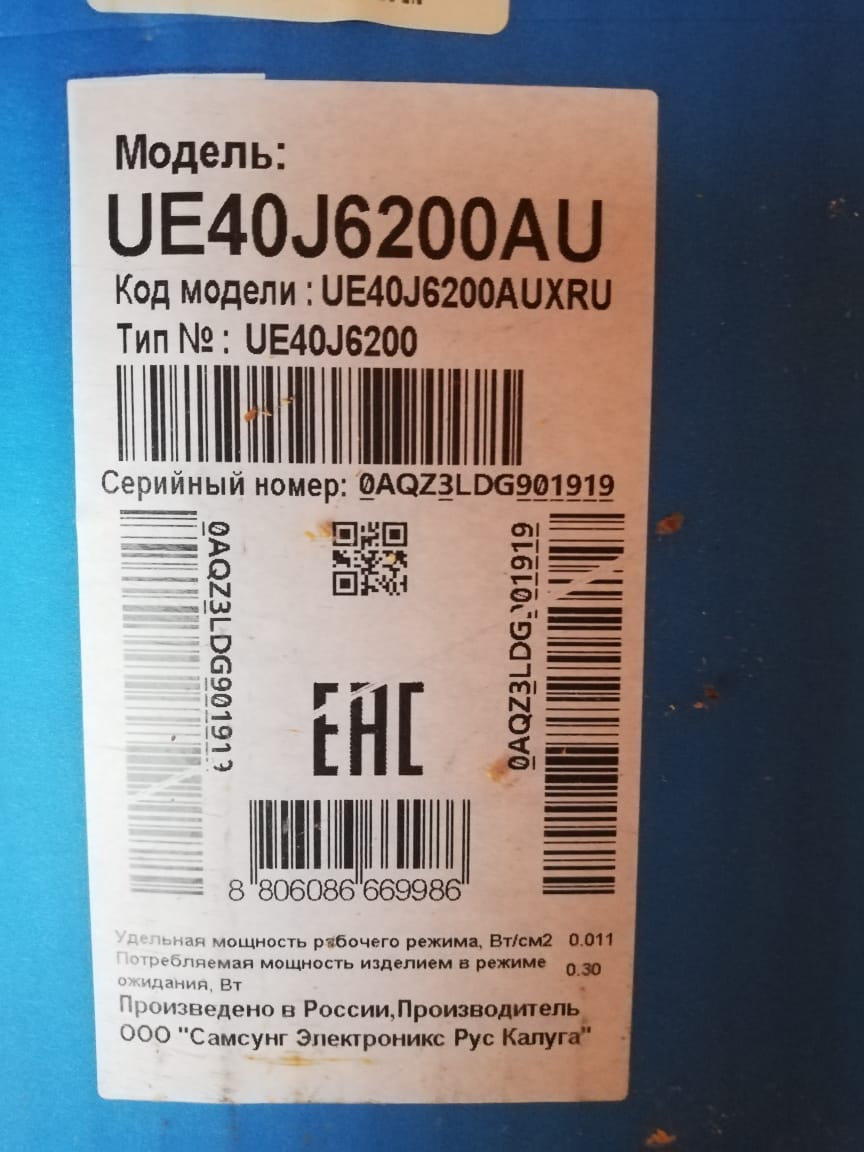 Модель:
UE40J6200AU
Код модели : UE40J6200AUXRU
Тип № : UE40J6200
Серийный номер: 0AQZ3LDG901919
0AQZ3LDG901919
0AQZ3LDG901919
EAC
8 806086 669986
Удельная мощность рабочего режима, Вт/см2 0.011
Потребляемая мощность изделием в режиме 0.30
ожидания, Вт
Произведено в России,Производитель
ООО "Самсунг Электроникс Рус Калуга"